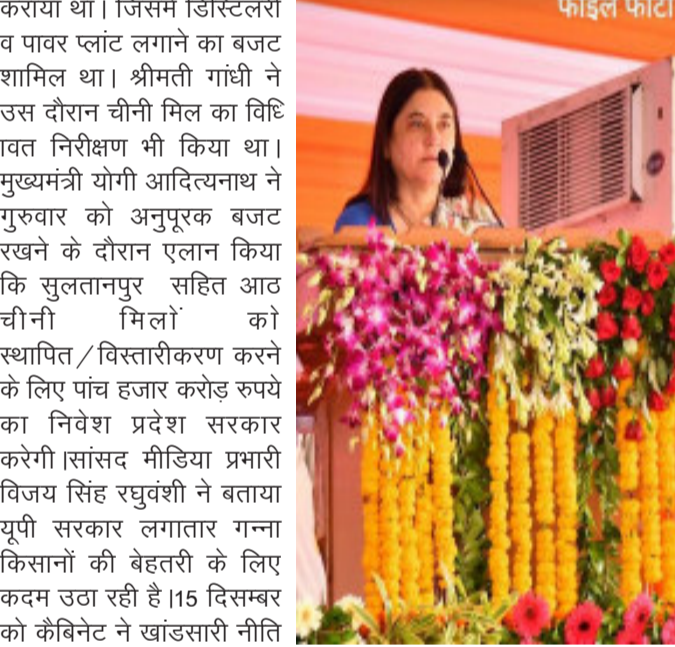 कराया था। जिसमें डिस्टिलरी
व पावर प्लांट लगाने का बजट
शामिल था। श्रीमती गांधी ने
उस दौरान चीनी मिल का विधि
ावत निरीक्षण भी किया था।
मुख्यमंत्री योगी आदित्यनाथ ने
गुरुवार को अनुपूरक बजट
रखने के दौरान एलान किया
कि सुलतानपुर सहित आठ
चीनी मिलों को
स्थापित/विस्तारीकरण करने
के लिए पांच हजार करोड़ रुपये
का निवेश प्रदेश सरकार
करेगी।सांसद मीडिया प्रभारी
विजय सिंह रघुवंशी ने बताया
यूपी सरकार लगातार गन्ना
किसानों की बेहतरी के लिए
कदम उठा रही है।15 दिसम्बर
को कैबिनेट ने खांडसारी नीति
फाइल फोटो